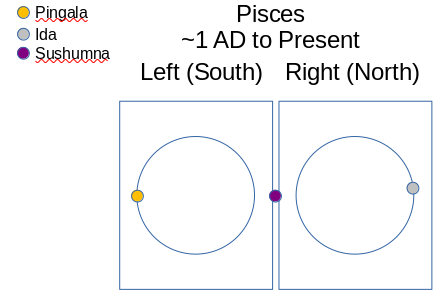 Pingala
Ida
Sushumna
Pisces
~1 AD to Present
Left (South)
Right (North)